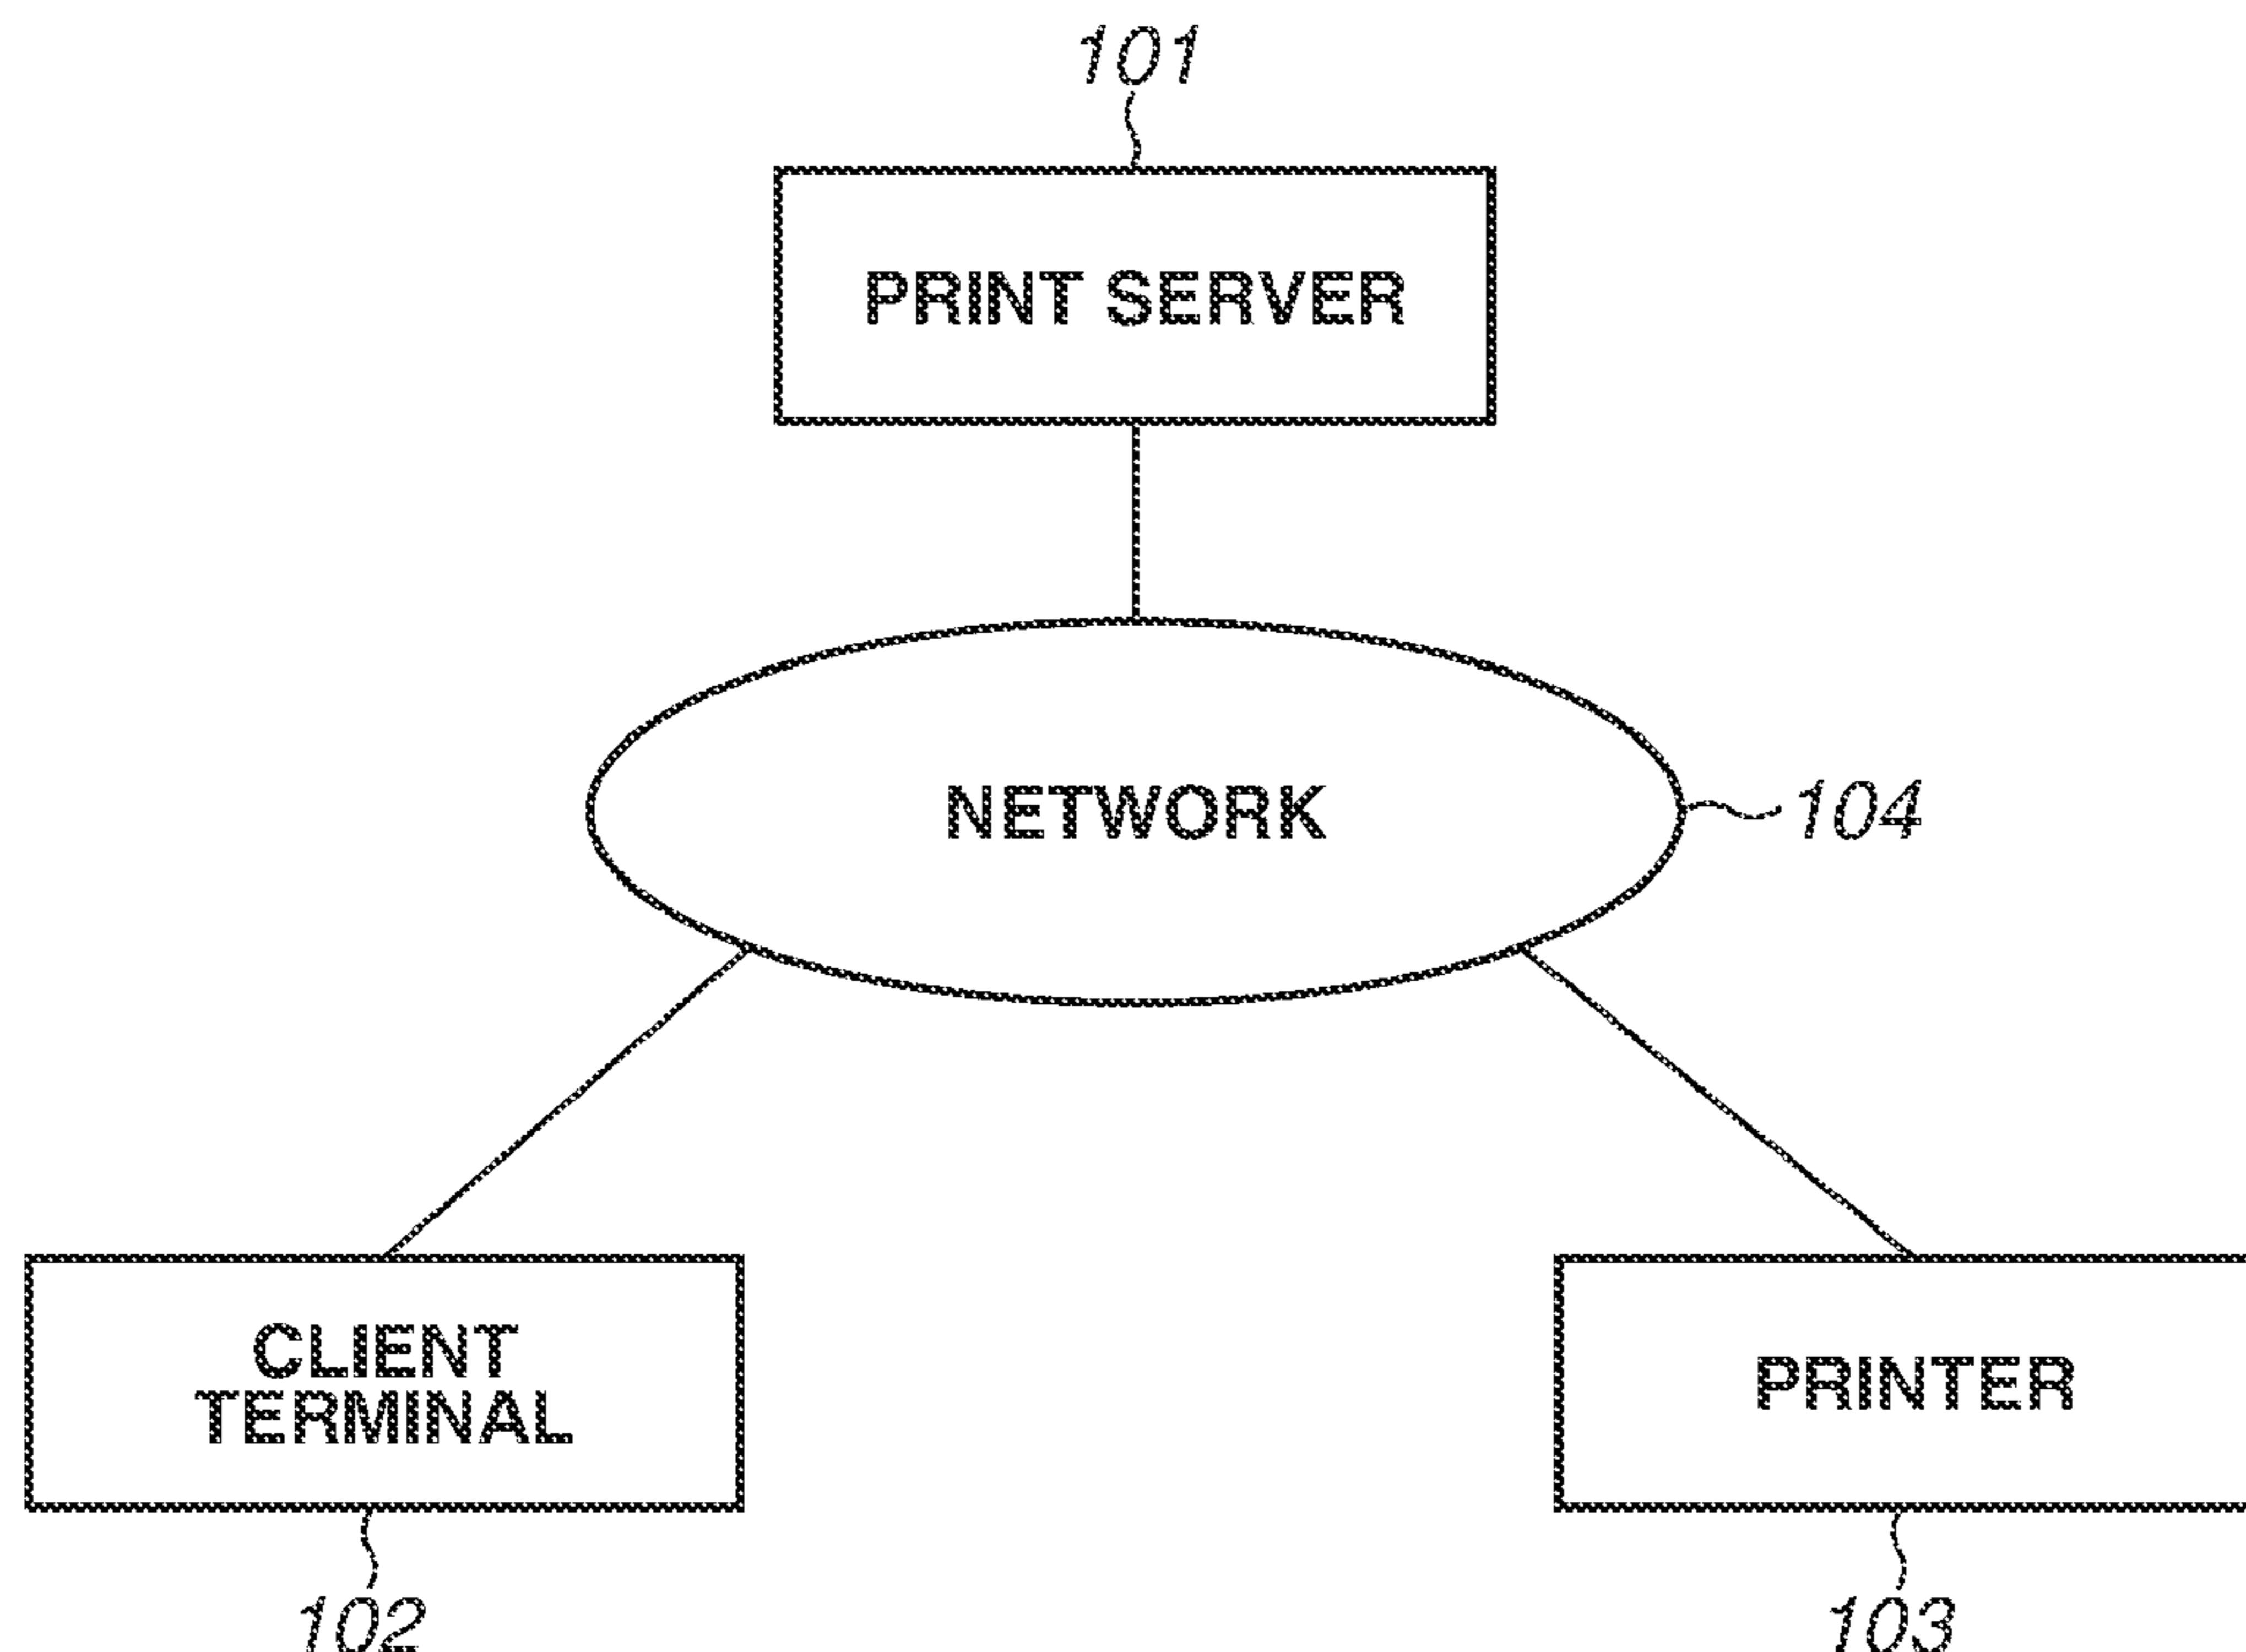 101
PRINT SERVER
NETWORK
104
CLIENT
TERMINAL
PRINTER
102
103